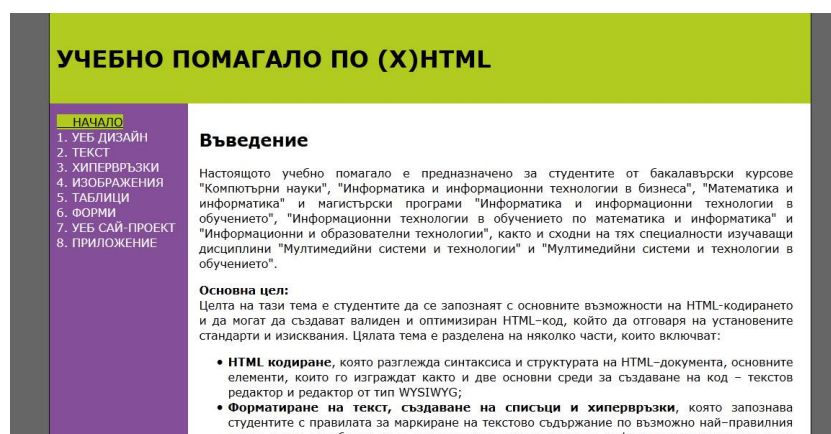 УЧЕБНО ПОМАГАЛО ПО (X)HTML
НАЧАЛО
1. УЕБ ДИЗАЙН
2. ТЕКСТ
3. ХИПЕРВРЪЗКИ
4. ИЗОБРАЖЕНИЯ
5. ТАБЛИЦИ
6. ФОРМИ
7. УЕБ САЙ-ПРОЕКТ
8. ПРИЛОЖЕНИЕ
Въведение
Настоящото учебно помагало е предназначено за студентите от бакалавърски курсове
"Компютърни науки", "Информатика и информационни технологии в бизнеса", "Математика и
информатика" и магистърски програми "Информатика и информационни технологии в
обучението", "Информационни технологии в обучението по математика и информатика" и
"Информационни и образователни технологии", както и сходни на тях специалности изучаващи
дисциплини "Мултимедийни системи и технологии" и "Мултимедийни системи и технологии в
обучението".
Основна цел:
Целта на тази тема е студентите да се запознаят с основните възможности на HTML-кодирането
и да могат да създават валиден и оптимизиран HTML–код, който да отговаря на установените
стандарти и изисквания. Цялата тема е разделена на няколко части, които включват:
• HTML кодиране, която разглежда синтаксиса и структурата на HTML–документа, основните
елементи, които го изграждат както и две основни среди за създаване на код – текстов
редактор и редактор от тип WYSIWYG;
• Форматиране на текст, създаване на списъци и хипервръзки, която запознава
студентите с правилата за маркиране на текстово съдържание по възможно най–правилния